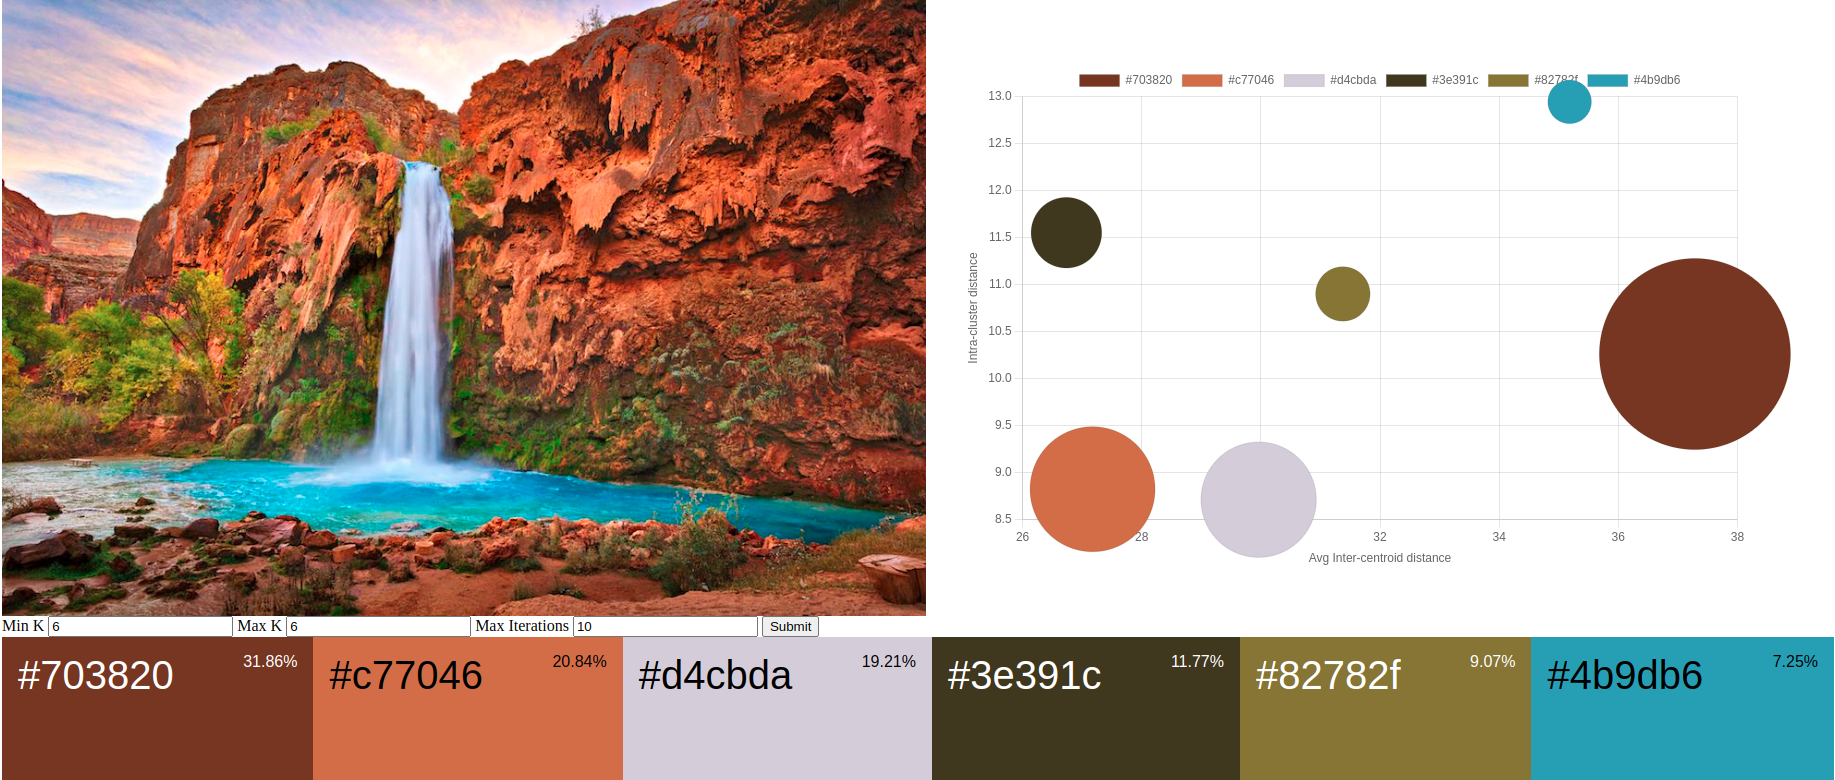 #703820 #c77046 #d4cbda #3e391c #82782f #4b9db6
13.0
12.5
12.0
11.5
11.0
10.5
10.0
9.5
9.0
8.5
Intra-cluster distance
26 28 32 34 36 38
Avg Inter-centroid distance
Min K 6 Max K 6 Max Iterations 10 Submit
#703820 31.86% #c77046 20.84% #d4cbda 19.21% #3e391c 11.77% #82782f 9.07% #4b9db6 7.25%